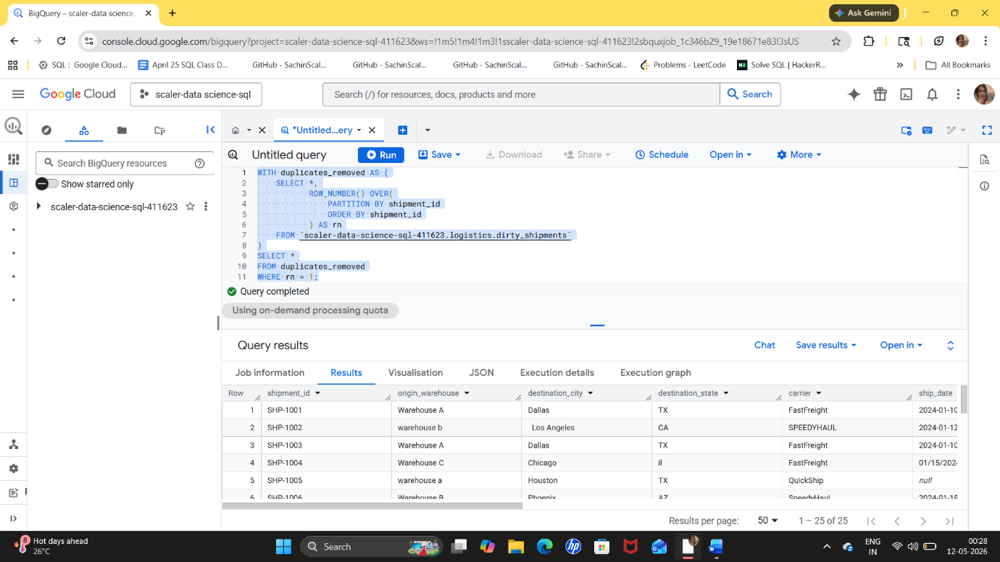 BigQuery – scaler-data science.
Ask Gemini
console.cloud.google.com/bigquery?project=scaler-data-science-sql-411623&ws=!1m5!1m4!1m3!1sscaler-data-science-sql-411623!2sbquxjob_1c346b29_19e18671e83!3sUS
SQL : Google Cloud...
April 25 SQL Class D...
GitHub - SachinScal...
GitHub - SachinScal...
GitHub - SachinScal...
GitHub - SachinScal...
Problems - LeetCode
Solve SQL | HackerR...
»
All Bookmarks
Google Cloud
scaler-data science-sql
Search (/) for resources, docs, products and more
Search
*Untitled...ery
Search BigQuery resources
Show starred only
scaler-data-science-sql-411623
Untitled query
Run
Save
Download
Share
Schedule
Open in
More
1 WITH duplicates_removed AS (
2 SELECT *,
3 ROW_NUMBER() OVER(
4 PARTITION BY shipment_id
5 ORDER BY shipment_id
6 ) AS rn
7 FROM `scaler-data-science-sql-411623.logistics.dirty_shipments`
8 )
9 SELECT *
10 FROM duplicates_removed
11 WHERE rn = 1;
Query completed
Using on-demand processing quota
Query results
Chat
Save results
Open in
Job information
Results
Visualisation
JSON
Execution details
Execution graph
Row shipment_id origin_warehouse destination_city destination_state carrier ship_date
1 SHP-1001 Warehouse A Dallas TX FastFreight 2024-01-10
2 SHP-1002 warehouse b Los Angeles CA SPEEDYHAUL 2024-01-12
3 SHP-1003 Warehouse A Dallas TX FastFreight 2024-01-10
4 SHP-1004 Warehouse C Chicago il FastFreight 01/15/2024
5 SHP-1005 warehouse a Houston TX QuickShip null
6 SHP-1006 Warehouse B Phoenix AZ SpeedyHaul 2024-01-18
Results per page: 50 1 – 25 of 25
8
Hot days ahead
26°C
Search
ENG
IN
00:28
12-05-2026